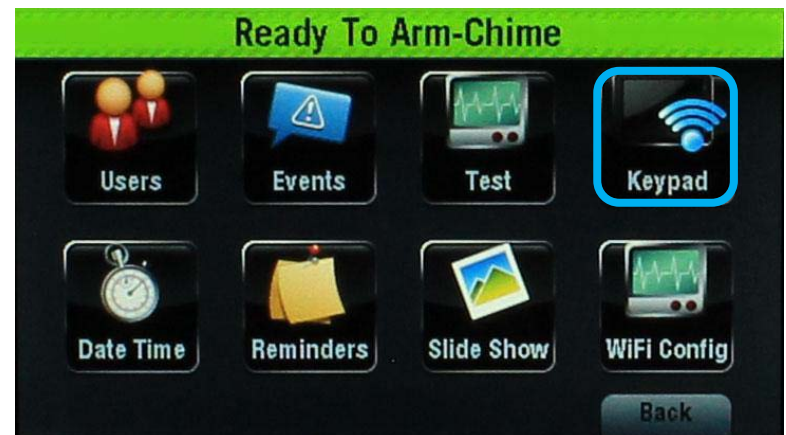 Ready To Arm-Chime
Users Events Test Keypad
Date Time Reminders Slide Show WiFi Config
Back